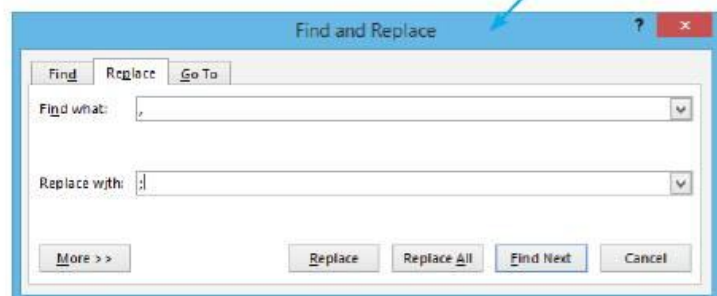 Find and Replace ? ×
Find Replace Go To
Find what: ,
Replace with: ;
More >> Replace Replace All Find Next Cancel